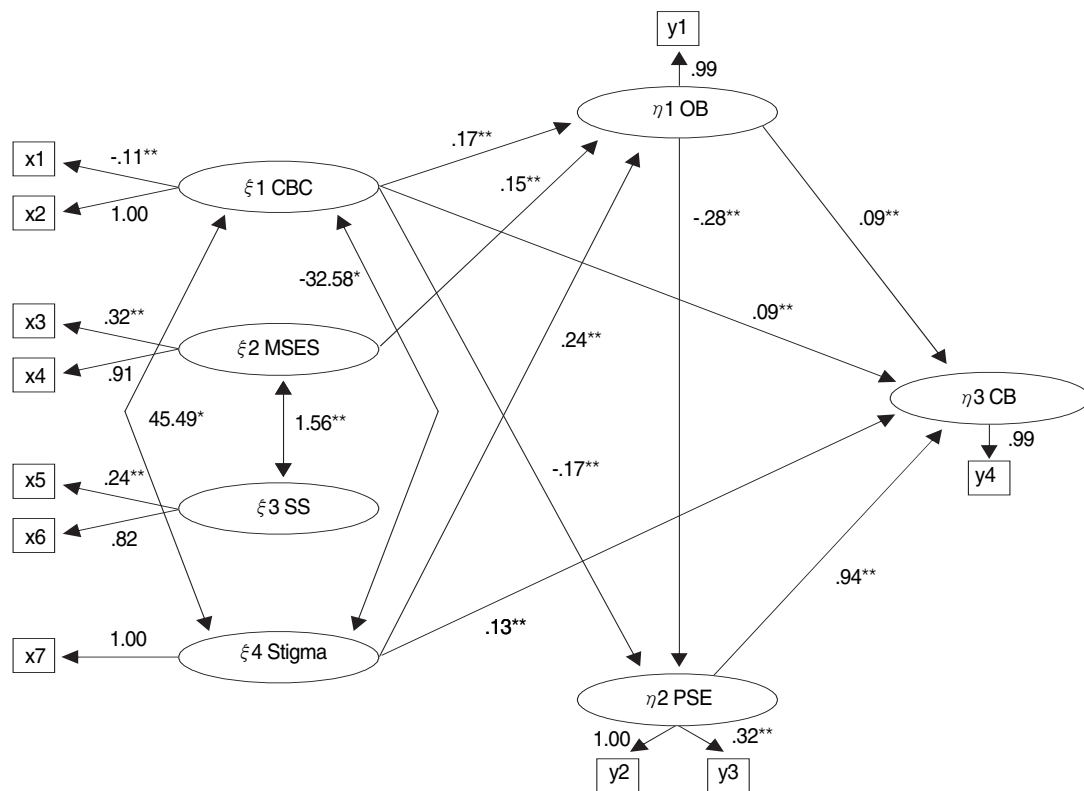 y1
.99
η1 OB
x1
-.11**
.17**
ξ1 CBC
x2
1.00
.15**
-.28**
.09**
-32.58*
x3
.32**
.24**
.09**
ξ2 MSES
x4
.91
η3 CB
45.49*
1.56**
.99
x5
.24**
-.17**
y4
ξ3 SS
x6
.82
.94**
.13**
x7
1.00
ξ4 Stigma
η2 PSE
1.00
.32**
y2
y3